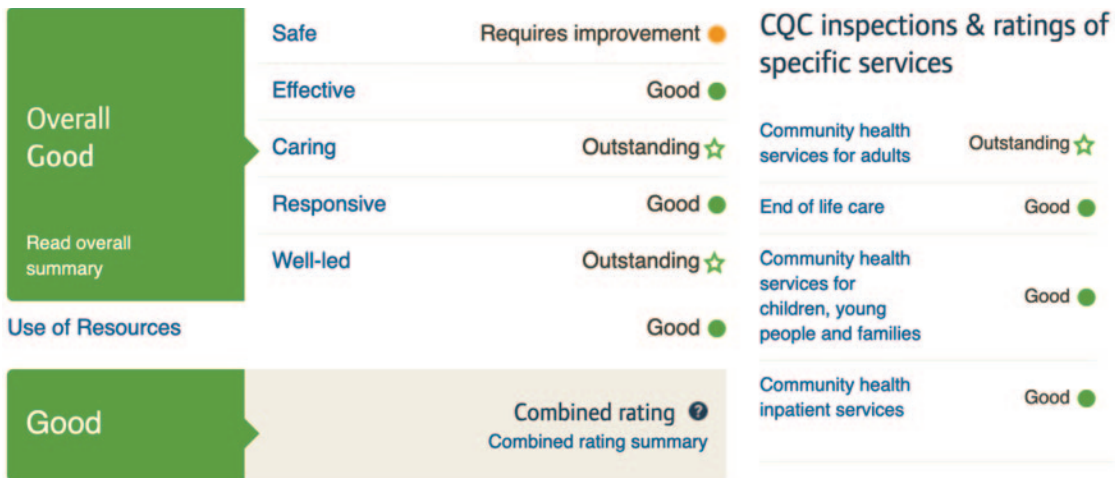 Overall
Good
Read overall
summary
Safe Requires improvement
Effective Good
Caring Outstanding
Responsive Good
Well-led Outstanding
Use of Resources Good
Good
Combined rating ?
Combined rating summary
CQC inspections & ratings of
specific services
Community health
services for adults
Outstanding
End of life care Good
Community health
services for
children, young
people and families
Good
Community health
inpatient services
Good